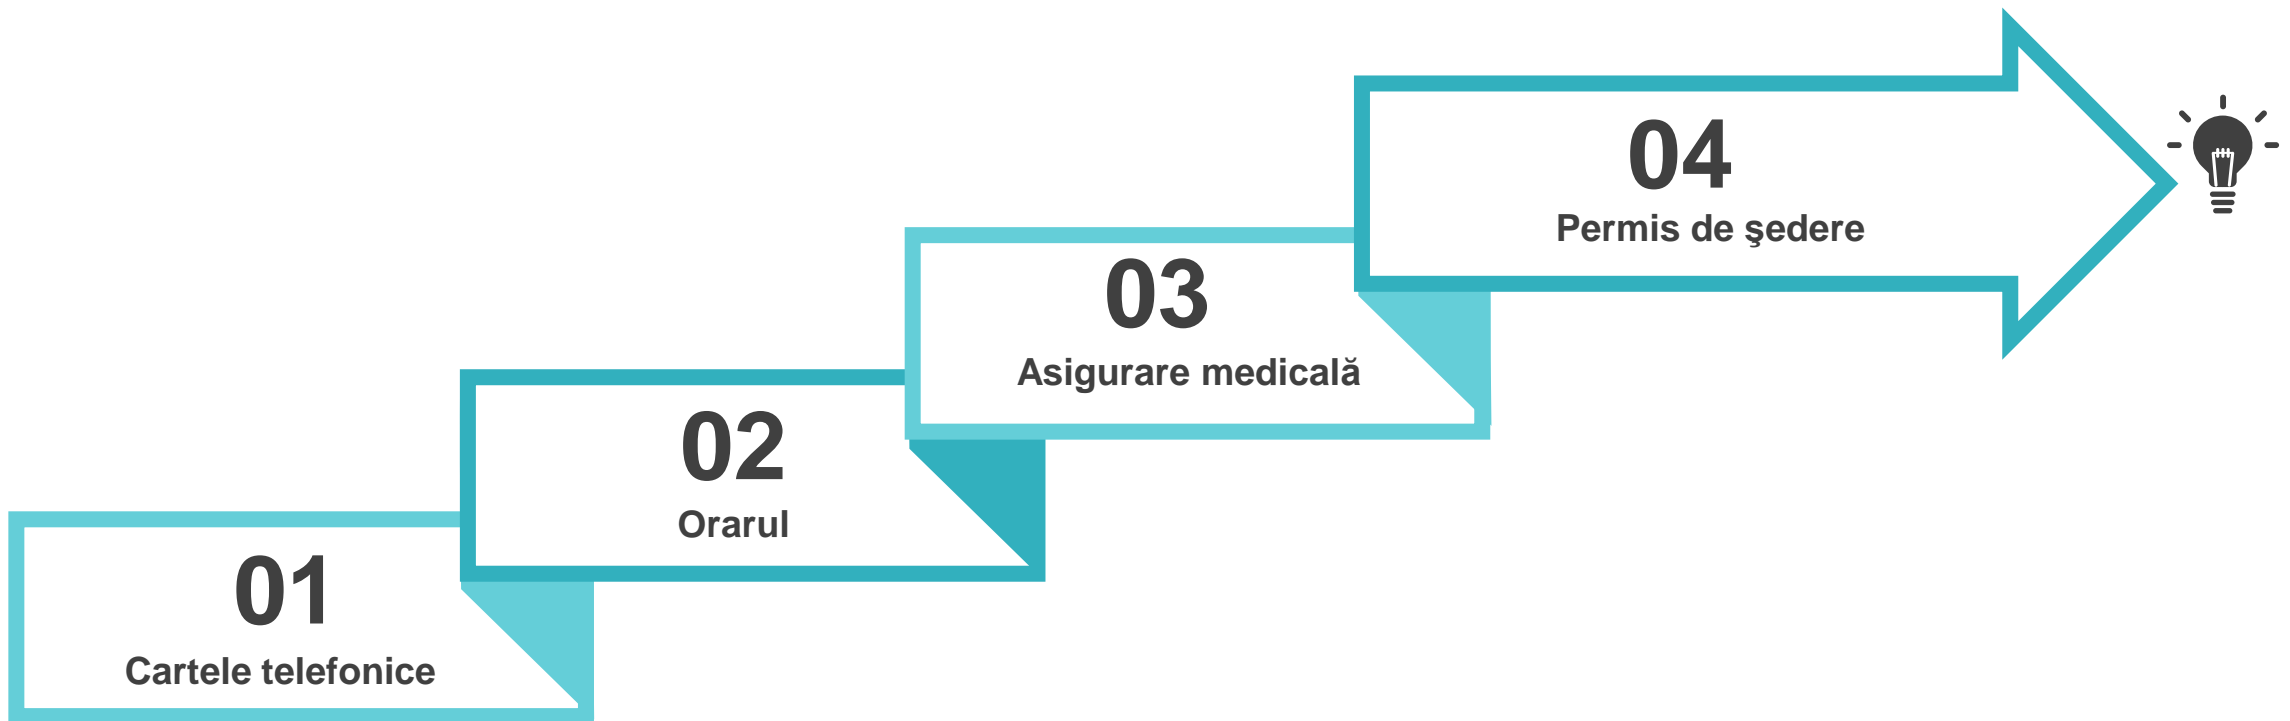 01
Cartele telefonice
02
Orarul
03
Asigurare medicală
04
Permis de şedere